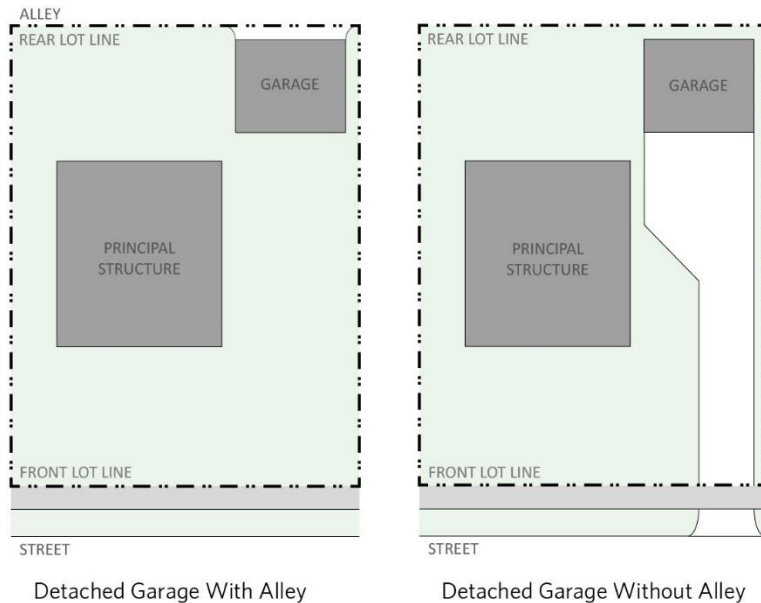 ALLEY
REAR LOT LINE
GARAGE
PRINCIPAL
STRUCTURE
FRONT LOT LINE
STREET
Detached Garage With Alley
REAR LOT LINE
GARAGE
PRINCIPAL
STRUCTURE
FRONT LOT LINE
STREET
Detached Garage Without Alley